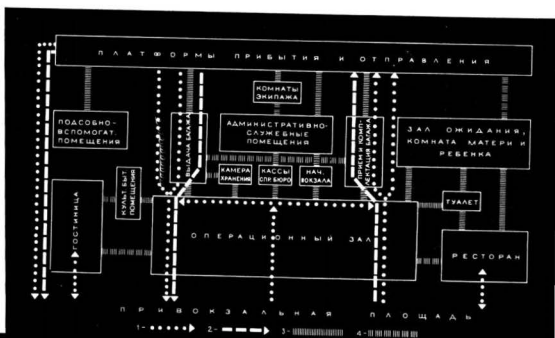 ПЛАТФОРМЫ ПРИБЫТИЯ И ОТПРАВЛЕНИЯ
КОМНАТЫ
ЭКИПАЖА
ПОДСОБНО-
ВСПОМОГАТ.
ПОМЕЩЕНИЯ
ВЫДАЧА БАГАЖА
АДМИНИСТРАТИВНО-
СЛУЖЕБНЫЕ
ПОМЕЩЕНИЯ
ПРИЕМ И КОМП-
ЛЕКТАЦИЯ БАГАЖА
ЗАЛ ОЖИДАНИЯ,
КОМНАТА МАТЕРИ И
РЕБЕНКА
КАМЕРА
ХРАНЕНИЯ
КАССЫ
СПР.БЮРО
НАЧ.
ВОКЗАЛА
ГОСТИНИЦА
КУЛЬТ.БЫТ
ПОМЕЩЕНИЯ
ТУАЛЕТ
ОПЕРАЦИОННЫЙ ЗАЛ
РЕСТОРАН
ПРИВОКЗАЛЬНАЯ ПЛОЩАДЬ
1- 2- 3- 4-